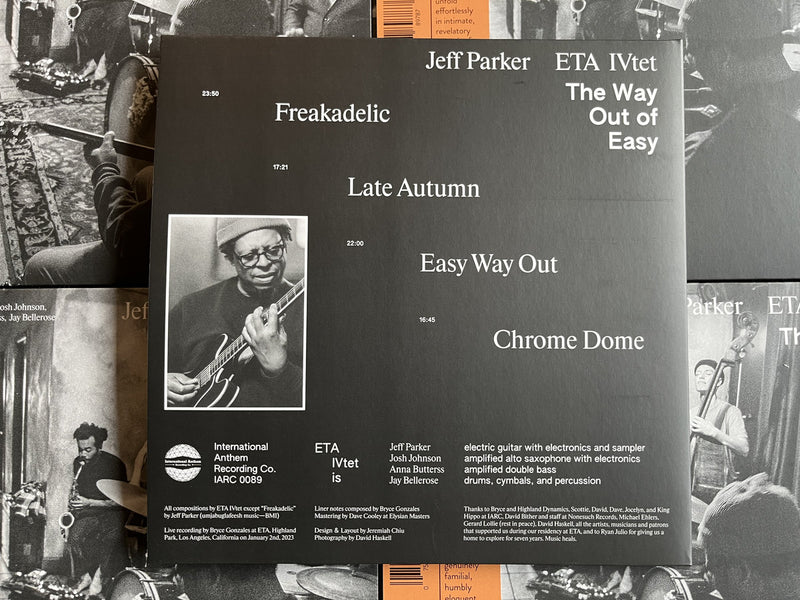 unfold
effortlessly
in intimate,
revelatory
Jeff Parker ETA IVtet
The Way
Out of
Easy
23:50
Freakadelic
17:21
Late Autumn
22:00
Easy Way Out
16:45
Chrome Dome
osh Johnson,
ss, Jay Bellerose
Jef
Parker ETA
Th
International Anthem
Recording Co.
International
Anthem
Recording Co.
IARC 0089
ETA
IVtet
is
Jeff Parker
Josh Johnson
Anna Butterss
Jay Bellerose
electric guitar with electronics and sampler
amplified alto saxophone with electronics
amplified double bass
drums, cymbals, and percussion
All compositions by ETA IVtet except "Freakadelic"
by Jeff Parker (umjabuglafeesh music—BMI)
Live recording by Bryce Gonzales at ETA, Highland
Park, Los Angeles, California on January 2nd, 2023
Liner notes composed by Bryce Gonzales
Mastering by Dave Cooley at Elysian Masters
Design & Layout by Jeremiah Chiu
Photography by David Haskell
Thanks to Bryce and Highland Dynamics, Scottie, David, Dave, Jocelyn, and King
Hippo at IARC, David Bither and staff at Nonesuch Records, Michael Ehlers,
Gerard Lollie (rest in peace), David Haskell, all the artists, musicians and patrons
that supported us during our residency at ETA, and to Ryan Julio for giving us a
home to explore for seven years. Music heals.
genuinely
familial,
humbly
eloquent